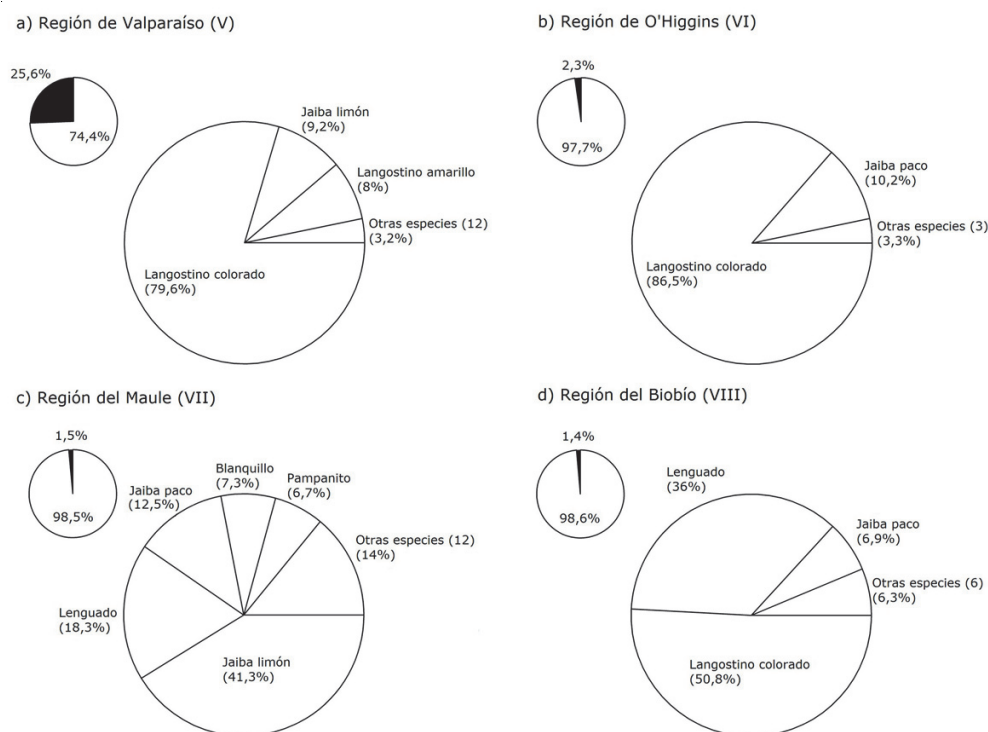 a) Región de Valparaíso (V)
25,6%
74,4%
Jaiba limón
(9,2%)
Langostino amarillo
(8%)
Otras especies (12)
(3,2%)
Langostino colorado
(79,6%)
b) Región de O'Higgins (VI)
2,3%
97,7%
Jaiba paco
(10,2%)
Otras especies (3)
(3,3%)
Langostino colorado
(86,5%)
c) Región del Maule (VII)
1,5%
98,5%
Jaiba paco
(12,5%)
Blanquillo
(7,3%)
Pampanito
(6,7%)
Otras especies (12)
(14%)
Lenguado
(18,3%)
Jaiba limón
(41,3%)
d) Región del Biobío (VIII)
1,4%
98,6%
Lenguado
(36%)
Jaiba paco
(6,9%)
Otras especies (6)
(6,3%)
Langostino colorado
(50,8%)